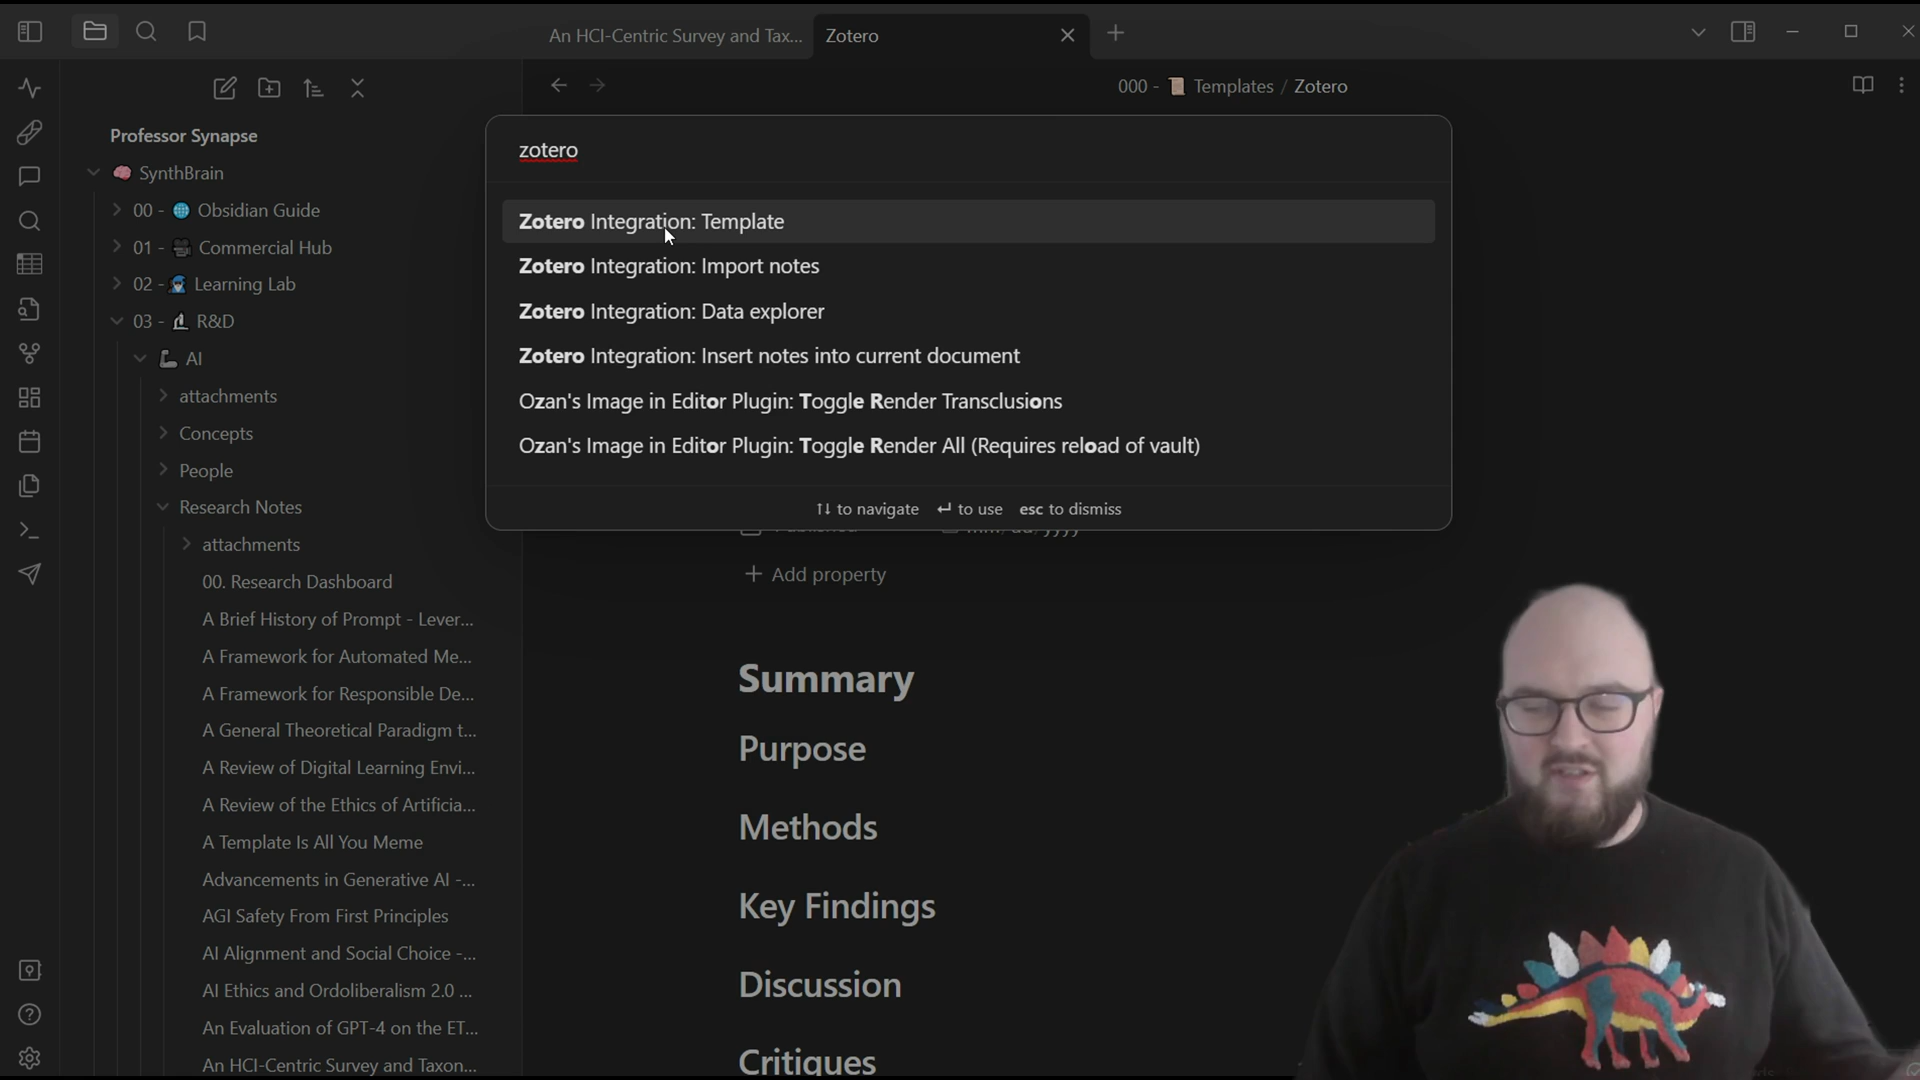 An HCI-Centric Survey and Tax...
Zotero
000 - Templates / Zotero
Professor Synapse
SynthBrain
00 - Obsidian Guide
01 - Commercial Hub
02 - Learning Lab
03 - R&D
AI
attachments
Concepts
People
Research Notes
attachments
00. Research Dashboard
A Brief History of Prompt - Lever...
A Framework for Automated Me...
A Framework for Responsible De...
A General Theoretical Paradigm t...
A Review of Digital Learning Envi...
A Review of the Ethics of Artificia...
A Template Is All You Meme
Advancements in Generative AI -...
AGI Safety From First Principles
AI Alignment and Social Choice -...
AI Ethics and Ordoliberalism 2.0 ...
An Evaluation of GPT-4 on the ET...
An HCI-Centric Survey and Taxon...
zotero
Zotero Integration: Template
Zotero Integration: Import notes
Zotero Integration: Data explorer
Zotero Integration: Insert notes into current document
Ozan's Image in Editor Plugin: Toggle Render Transclusions
Ozan's Image in Editor Plugin: Toggle Render All (Requires reload of vault)
↑↓ to navigate ↵ to use esc to dismiss
+ Add property
Summary
Purpose
Methods
Key Findings
Discussion
Critiques